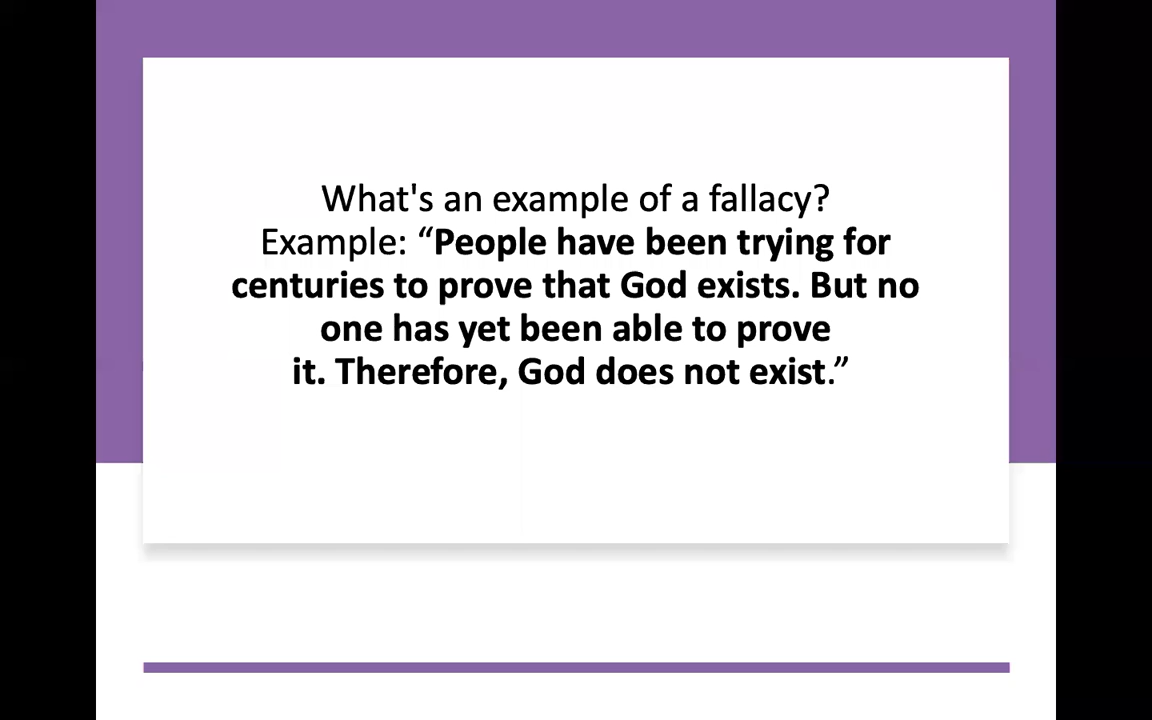 What's an example of a fallacy?
Example: “People have been trying for
centuries to prove that God exists. But no
one has yet been able to prove
it. Therefore, God does not exist.”